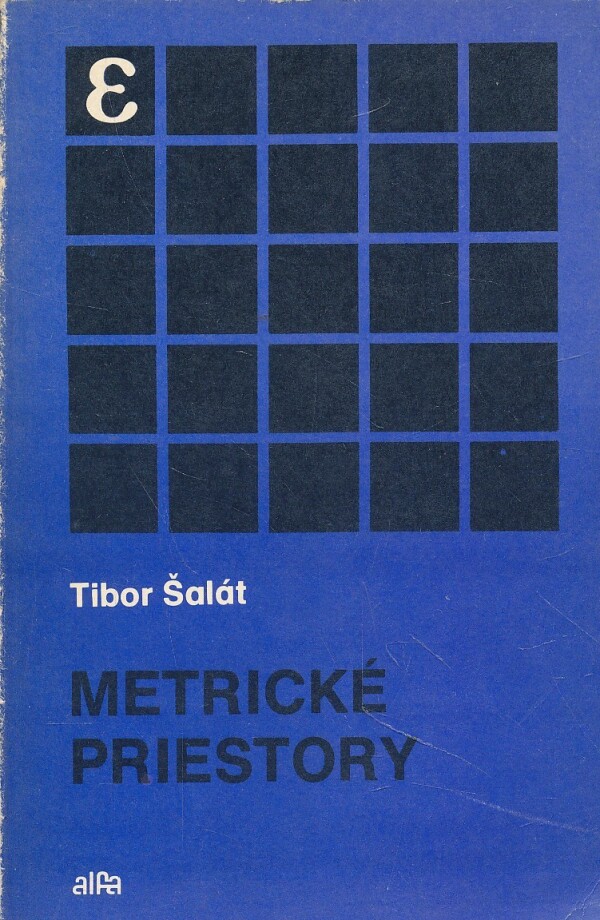 ε
Tibor Šalát
METRICKÉ
PRIESTORY
alfa